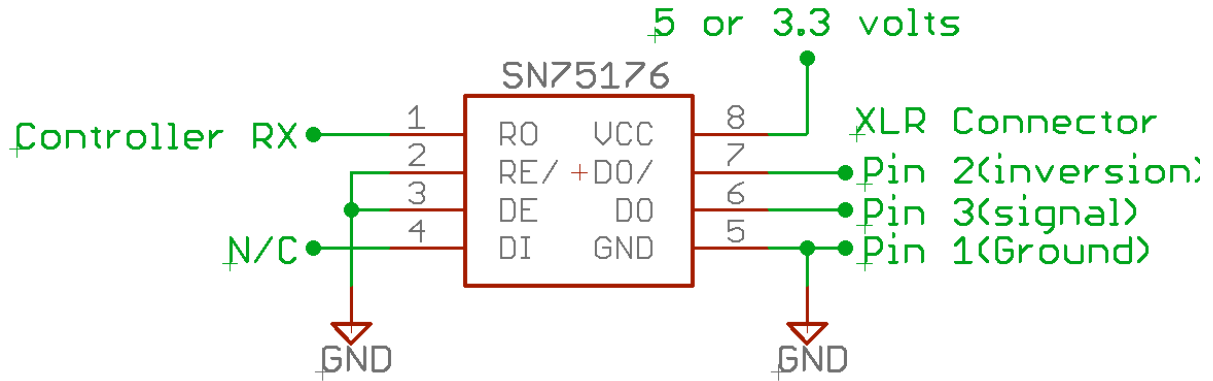 5 or 3.3 volts
SN75176
Controller RX
1 RO VCC 8
XLR Connector
2 RE/ DO/ 7 Pin 2(inversion)
3 DE DO 6 Pin 3(signal)
N/C 4 DI GND 5 Pin 1(Ground)
GND GND